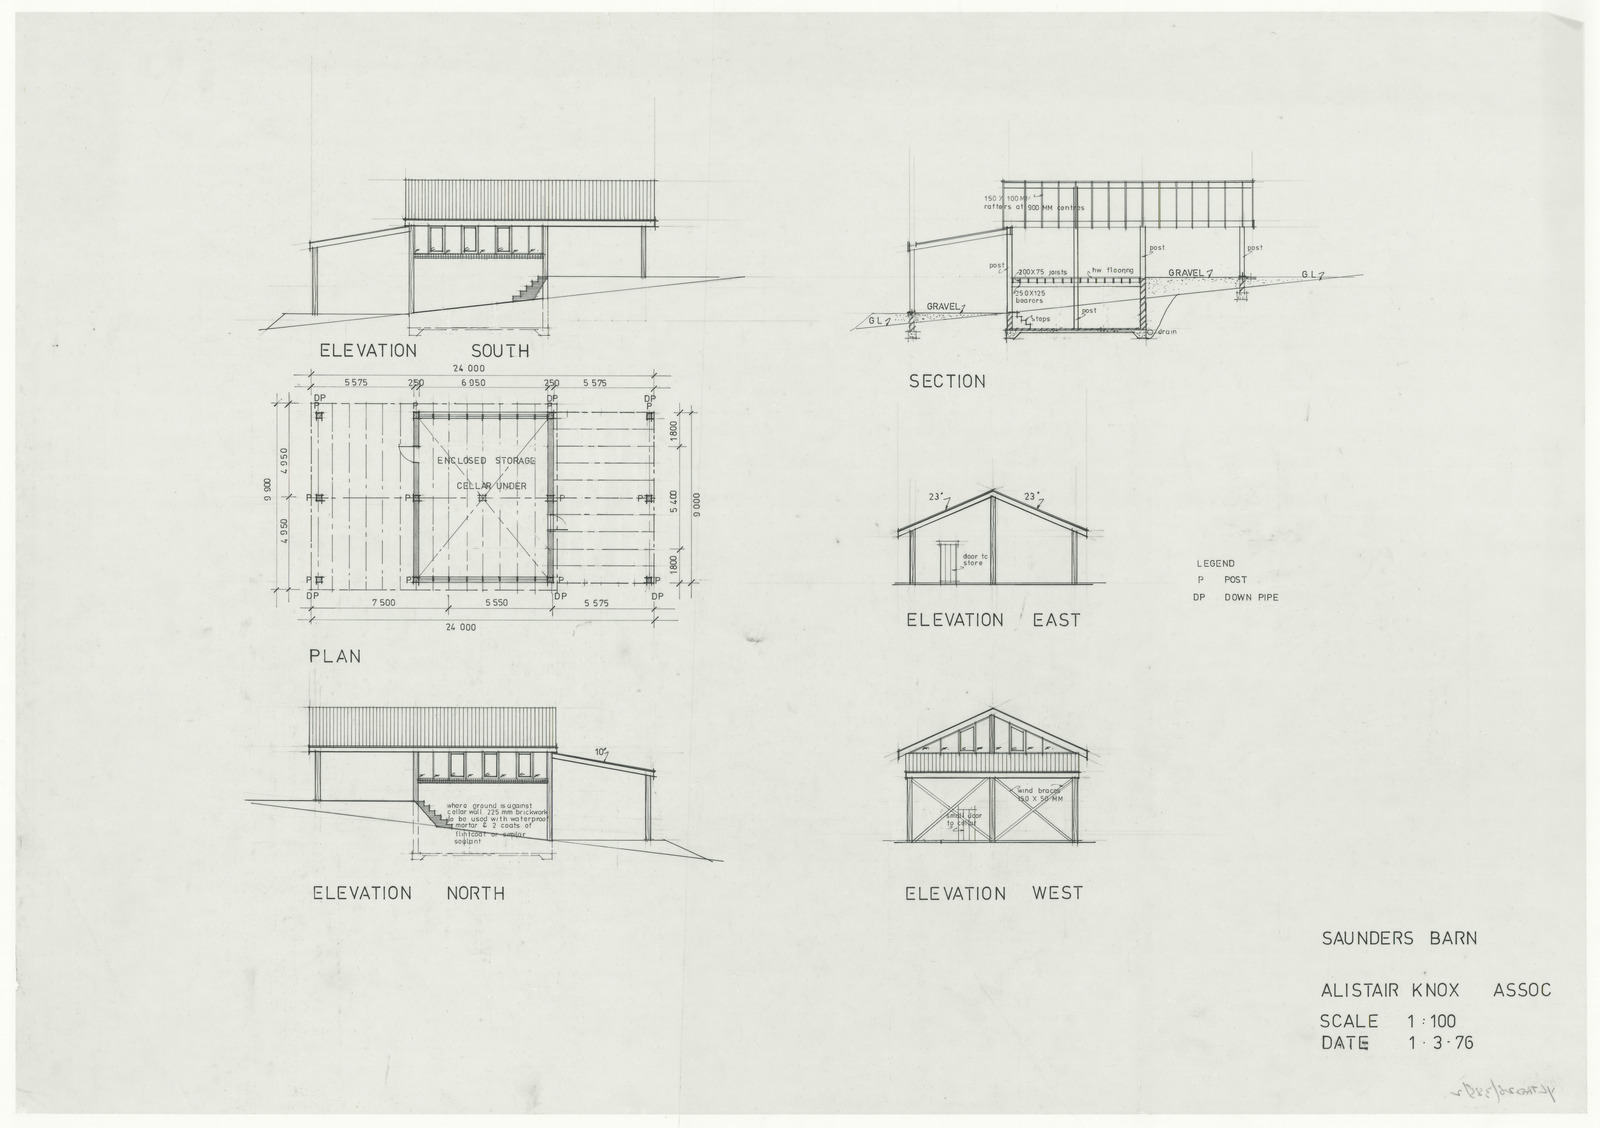 150 X 100 MM
rafters at 900 MM centres
post
200X75 joists
hw flooring
250X125
bearers
post
post
GRAVEL
G L
GRAVEL
G L
steps
post
drain
ELEVATION SOUTH
SECTION
24 000
5 575 250 6 050 250 5 575
DP DP DP
P P P
1800
4 950
ENCLOSED STORAGE
CELLAR UNDER
9 900
P P P P
5 400
9 000
4 950
1800
P P P P
DP DP DP
7 500 5 550 5 575
24 000
PLAN
23° 23°
door to
store
ELEVATION EAST
LEGEND
P POST
DP DOWN PIPE
10°
where ground is against
cellar wall 225 mm brickwork
to be used with waterproof
mortar & 2 coats of
flintcoat or similar
sealant
ELEVATION NORTH
wind braces
150 X 50 MM
small door
to cellar
ELEVATION WEST
SAUNDERS BARN
ALISTAIR KNOX ASSOC
SCALE 1:100
DATE 1·3·76